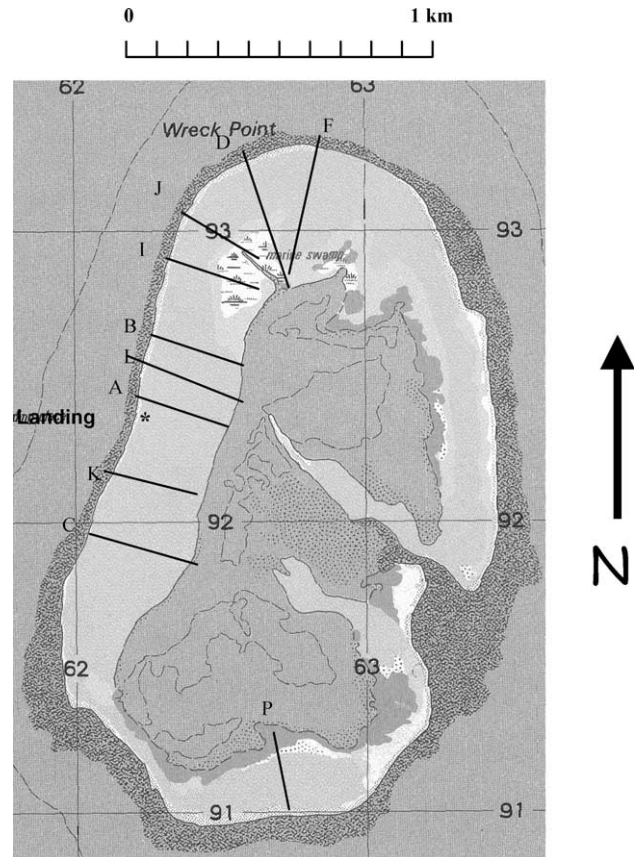 0 1 km
62 63
Wreck Point
D F
J
93 93
marine swamp
I
B
L
A
Landing *
K
92 92
C
N
62 63
P
91 91